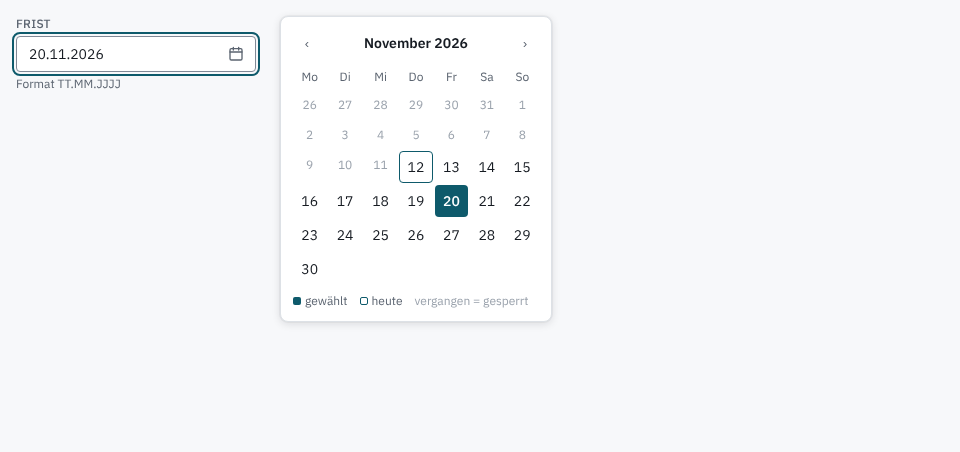 FRIST
20.11.2026
Format TT.MM.JJJJ
‹ November 2026 ›
Mo Di Mi Do Fr Sa So
26 27 28 29 30 31 1
2 3 4 5 6 7 8
9 10 11 12 13 14 15
16 17 18 19 20 21 22
23 24 25 26 27 28 29
30
gewählt heute vergangen = gesperrt